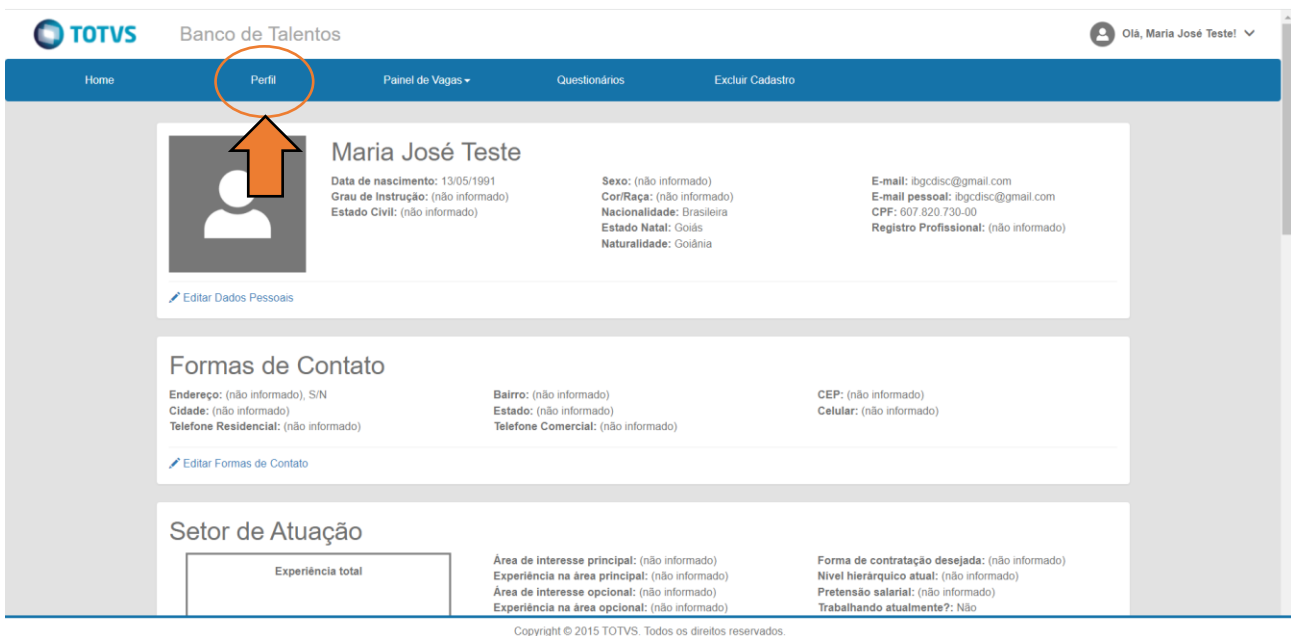 TOTVS Banco de Talentos Olá, Maria José Teste!
Home Perfil Painel de Vagas Questionários Excluir Cadastro
Maria José Teste
Data de nascimento: 13/05/1991
Grau de Instrução: (não informado)
Estado Civil: (não informado)
Sexo: (não informado)
Cor/Raça: (não informado)
Nacionalidade: Brasileira
Estado Natal: Goiás
Naturalidade: Goiânia
E-mail: ibgcdisc@gmail.com
E-mail pessoal: ibgcdisc@gmail.com
CPF: 607.820.730-00
Registro Profissional: (não informado)
Editar Dados Pessoais
Formas de Contato
Endereço: (não informado), S/N
Cidade: (não informado)
Telefone Residencial: (não informado)
Bairro: (não informado)
Estado: (não informado)
Telefone Comercial: (não informado)
CEP: (não informado)
Celular: (não informado)
Editar Formas de Contato
Setor de Atuação
Experiência total
Área de interesse principal: (não informado)
Experiência na área principal: (não informado)
Área de interesse opcional: (não informado)
Experiência na área opcional: (não informado)
Forma de contratação desejada: (não informado)
Nível hierárquico atual: (não informado)
Pretensão salarial: (não informado)
Trabalhando atualmente?: Não
Copyright © 2015 TOTVS. Todos os direitos reservados.